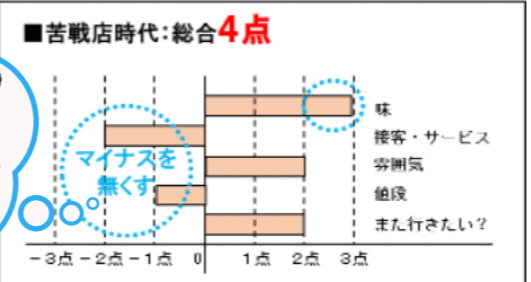 ■苦戦店時代：総合4点
味
接客・サービス
雰囲気
値段
また行きたい？
マイナスを
無くす
－3点 －2点 －1点 0 1点 2点 3点